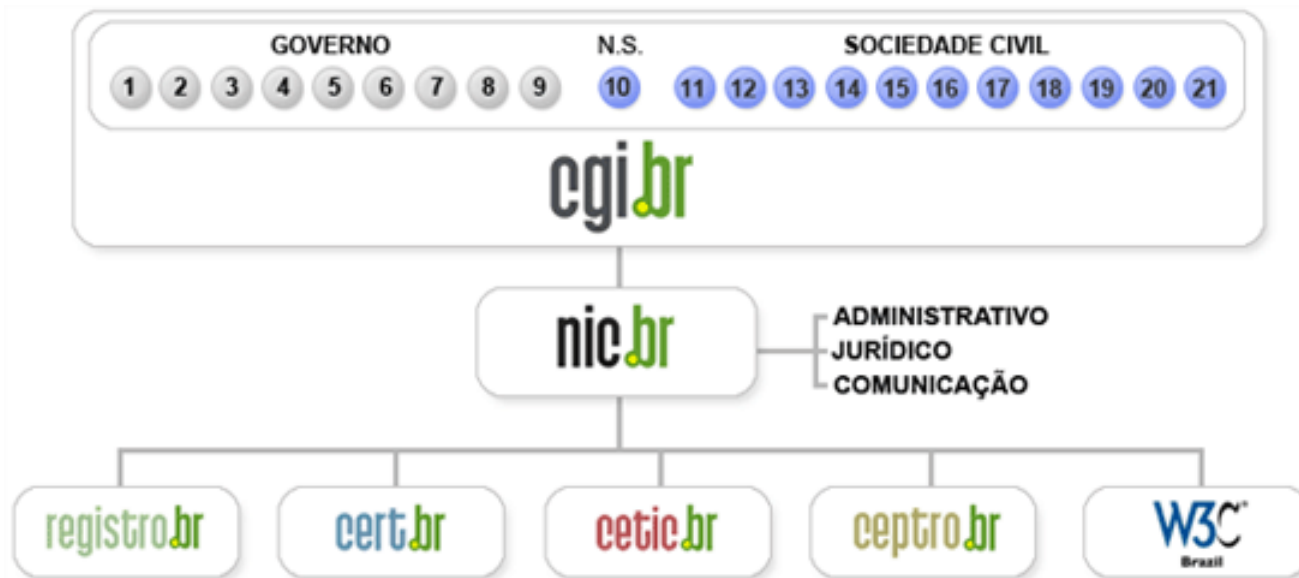 GOVERNO N.S. SOCIEDADE CIVIL
1 2 3 4 5 6 7 8 9 10 11 12 13 14 15 16 17 18 19 20 21
cgi.br
nic.br
ADMINISTRATIVO
JURÍDICO
COMUNICAÇÃO
registro.br cert.br cetic.br ceptro.br W3C
Brazil